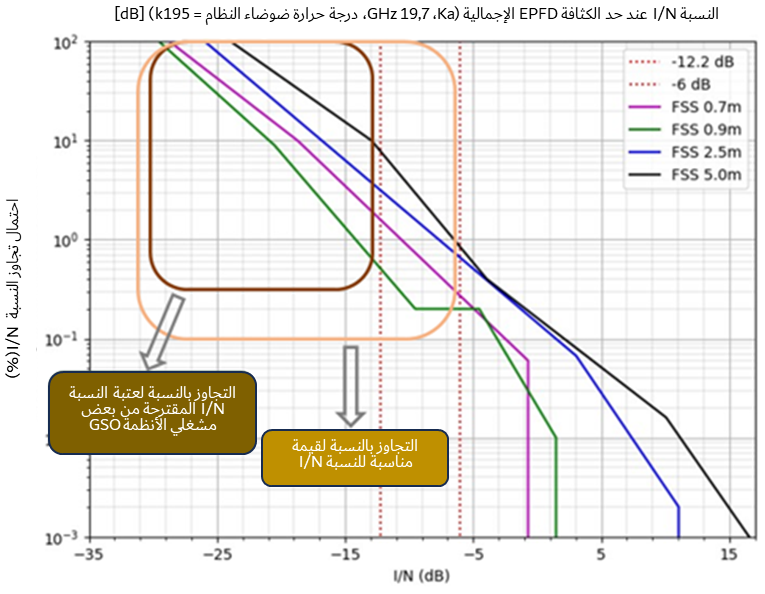 النسبة I/N عند حد الكثافة EPFD الإجمالية (Ka، 19,7 GHz، درجة حرارة ضوضاء النظام = k195) [dB]
-12.2 dB
-6 dB
FSS 0.7m
FSS 0.9m
FSS 2.5m
FSS 5.0m
احتمال تجاوز النسبة I/N(%)
10²
10¹
10⁰
10⁻¹
10⁻³
التجاوز بالنسبة لعتبة النسبة
I/N المقترحة من بعض
مشغلي الأنظمة GSO
التجاوز بالنسبة لقيمة
مناسبة للنسبة I/N
-35 -25 -15 -5 5 15
I/N (dB)